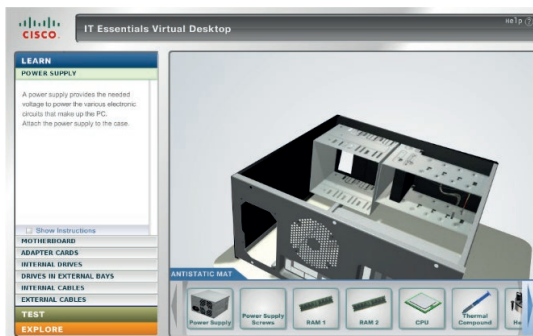 CISCO.
IT Essentials Virtual Desktop
Help ?
LEARN
POWER SUPPLY
A power supply provides the needed
voltage to power the various electronic
circuits that make up the PC.
Attach the power supply to the case.
Show Instructions
MOTHERBOARD
ADAPTER CARDS
INTERNAL DRIVES
DRIVES IN EXTERNAL BAYS
INTERNAL CABLES
EXTERNAL CABLES
TEST
EXPLORE
ANTISTATIC MAT
Power Supply
Power Supply
Screws
RAM 1
RAM 2
CPU
Thermal
Compound